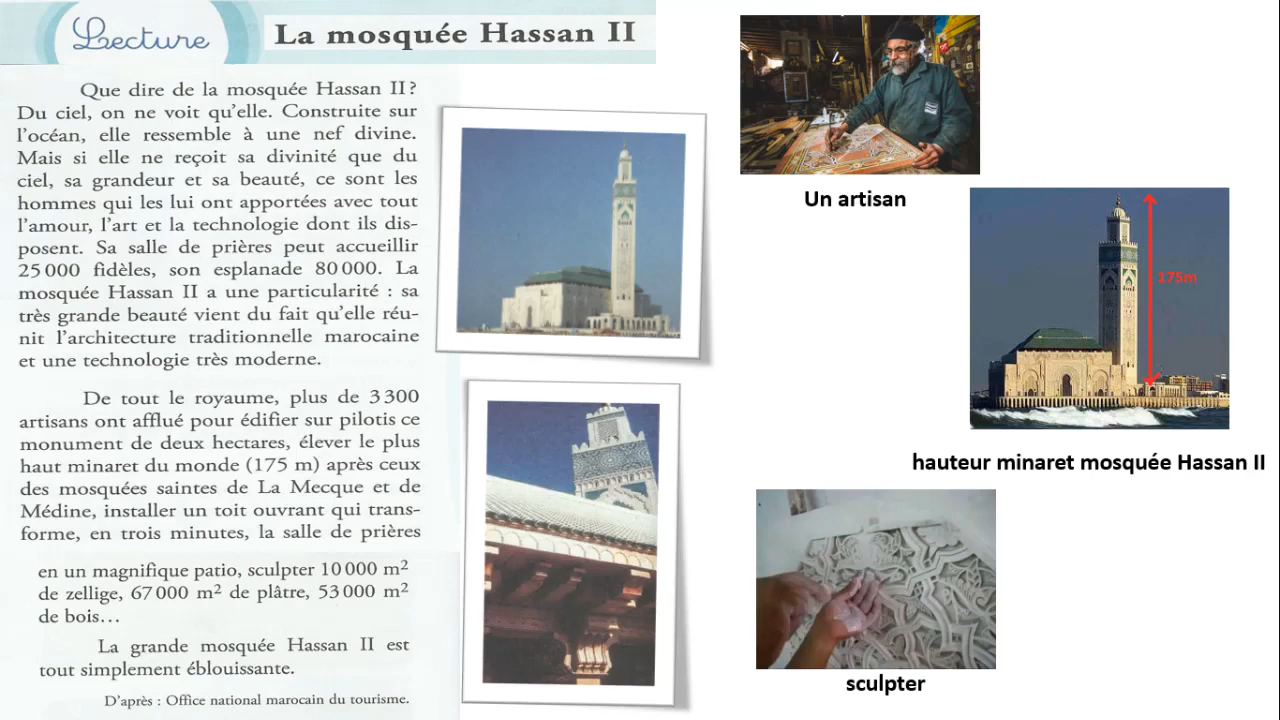 Lecture
La mosquée Hassan II
Que dire de la mosquée Hassan II?
Du ciel, on ne voit qu'elle. Construite sur
l'océan, elle ressemble à une nef divine.
Mais si elle ne reçoit sa divinité que du
ciel, sa grandeur et sa beauté, ce sont les
hommes qui les lui ont apportées avec tout
l'amour, l'art et la technologie dont ils dis-
posent. Sa salle de prières peut accueillir
25 000 fidèles, son esplanade 80 000. La
mosquée Hassan II a une particularité : sa
très grande beauté vient du fait qu'elle réu-
nit l'architecture traditionnelle marocaine
et une technologie très moderne.
De tout le royaume, plus de 3 300
artisans ont afflué pour édifier sur pilotis ce
monument de deux hectares, élever le plus
haut minaret du monde (175 m) après ceux
des mosquées saintes de La Mecque et de
Médine, installer un toit ouvrant qui trans-
forme, en trois minutes, la salle de prières
en un magnifique patio, sculpter 10 000 m²
de zellige, 67 000 m² de plâtre, 53 000 m²
de bois...
La grande mosquée Hassan II est
tout simplement éblouissante.
D'après : Office national marocain du tourisme.
Un artisan
175m
hauteur minaret mosquée Hassan II
sculpter